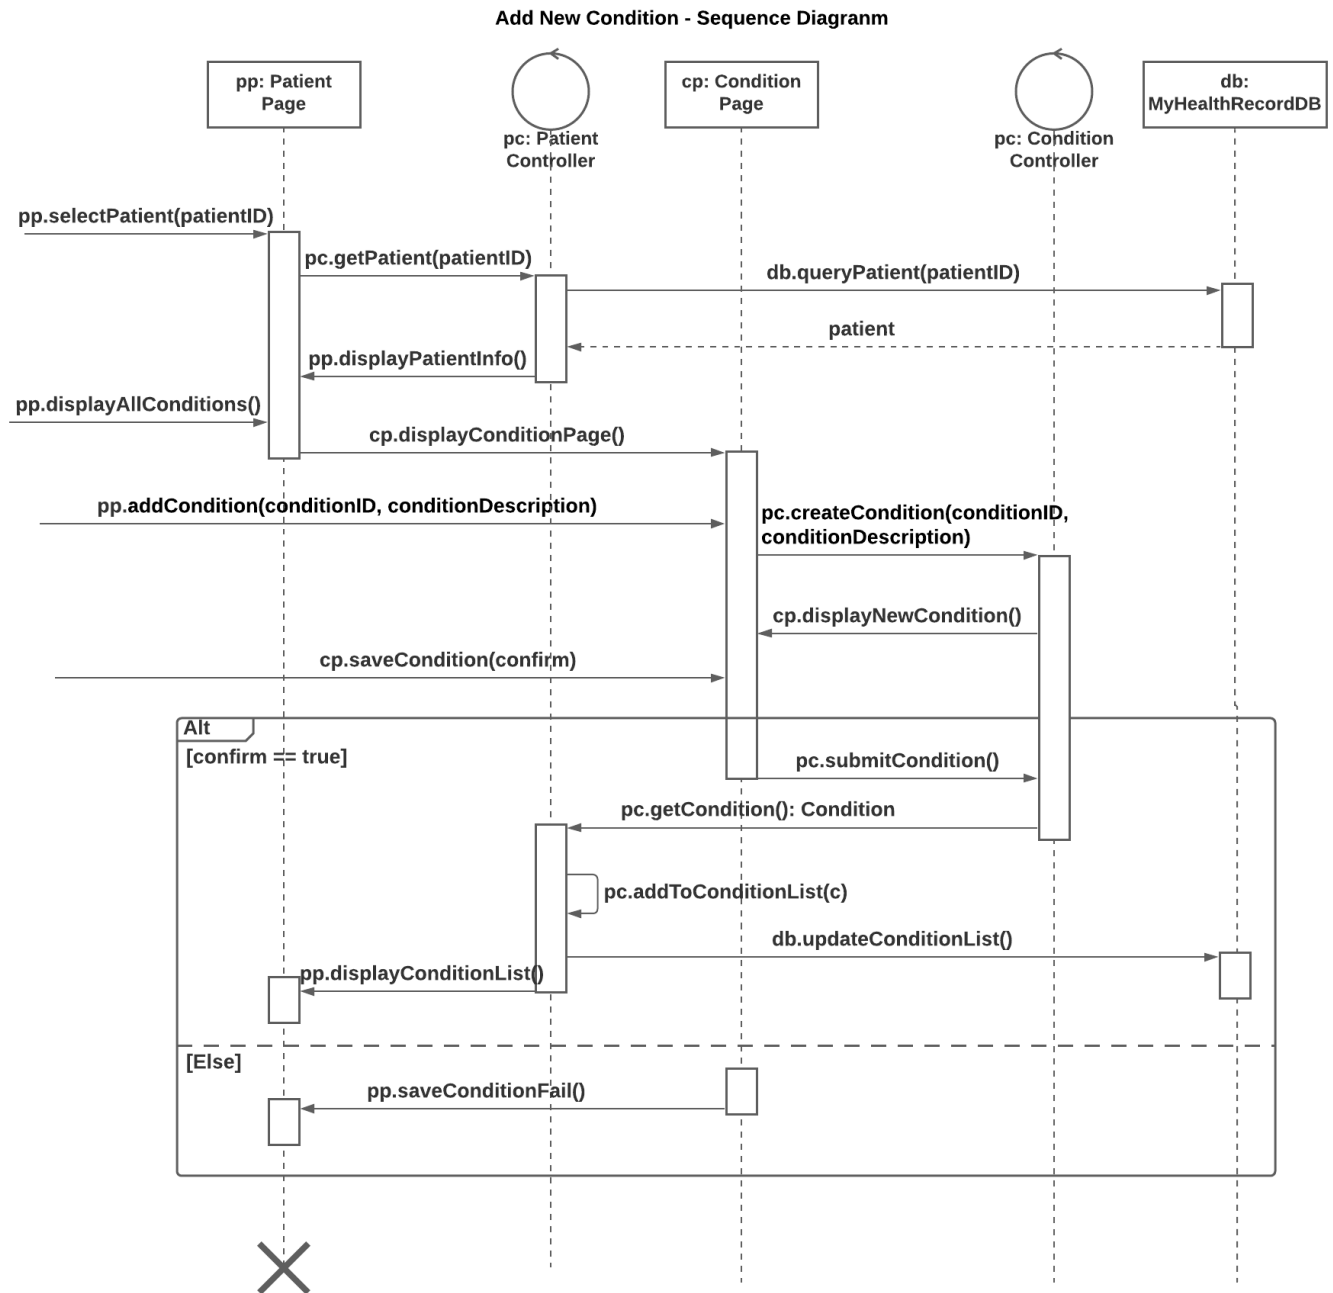 Add New Condition - Sequence Diagranm
pp: Patient
Page
pc: Patient
Controller
cp: Condition
Page
pc: Condition
Controller
db:
MyHealthRecordDB
pp.selectPatient(patientID)
pc.getPatient(patientID)
db.queryPatient(patientID)
patient
pp.displayPatientInfo()
pp.displayAllConditions()
cp.displayConditionPage()
pp.addCondition(conditionID, conditionDescription)
pc.createCondition(conditionID,
conditionDescription)
cp.displayNewCondition()
cp.saveCondition(confirm)
Alt
[confirm == true]
pc.submitCondition()
pc.getCondition(): Condition
pc.addToConditionList(c)
db.updateConditionList()
pp.displayConditionList()
[Else]
pp.saveConditionFail()